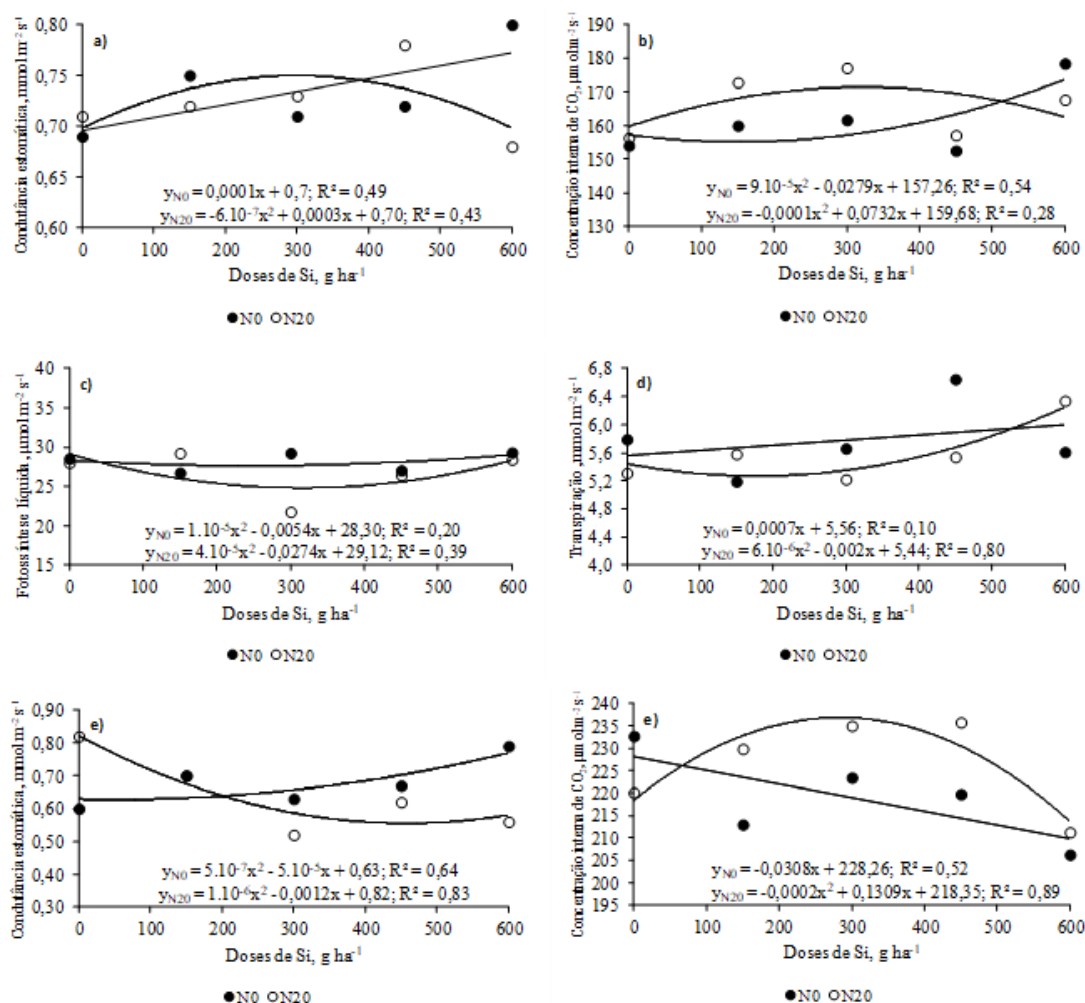 Condutância estomática, mmol m⁻² s⁻¹
a)
0,80
0,75
0,70
0,65
0,60
yN0 = 0,0001x + 0,7; R² = 0,49
yN20 = -6.10⁻⁷x² + 0,0003x + 0,70; R² = 0,43
0 100 200 300 400 500 600
Doses de Si, g ha⁻¹
●N0 ○N20
Concentração interna de CO₂, µmolm⁻²s⁻¹
b)
210
200
190
180
170
160
150
140
130
yN0 = 9.10⁻⁵x² - 0,0279x + 157,26; R² = 0,54
yN20 = -0,0001x² + 0,0732x + 159,68; R² = 0,28
0 100 200 300 400 500 600
Doses de Si, g ha⁻¹
●N0 ○N20
Fotossíntese líquida, µmol m⁻² s⁻¹
c)
40
35
30
25
20
15
yN0 = 1.10⁻⁵x² - 0,0054x + 28,30; R² = 0,20
yN20 = 4.10⁻⁵x² - 0,0274x + 29,12; R² = 0,39
0 100 200 300 400 500 600
Doses de Si, g ha⁻¹
●N0 ○N20
Transpiração, mmol m⁻² s⁻¹
d)
6,8
6,4
6,0
5,6
5,2
4,8
4,4
4,0
yN0 = 0,0007x + 5,56; R² = 0,10
yN20 = 6.10⁻⁶x² - 0,002x + 5,44; R² = 0,80
0 100 200 300 400 500 600
Doses de Si, g ha⁻¹
●N0 ○N20
Condutância estomática, mmol m⁻² s⁻¹
e)
0,90
0,80
0,70
0,60
0,50
0,40
0,30
yN0 = 5.10⁻⁷x² - 5.10⁻⁵x + 0,63; R² = 0,64
yN20 = 1.10⁻⁶x² - 0,0012x + 0,82; R² = 0,83
0 100 200 300 400 500 600
Doses de Si, g ha⁻¹
●N0 ○N20
Concentração interna de CO₂, µmolm⁻²s⁻¹
e)
245
240
235
230
225
220
215
210
205
200
195
yN0 = -0,0308x + 228,26; R² = 0,52
yN20 = -0,0002x² + 0,1309x + 218,35; R² = 0,89
0 100 200 300 400 500 600
Doses de Si, g ha⁻¹
●N0 ○N20